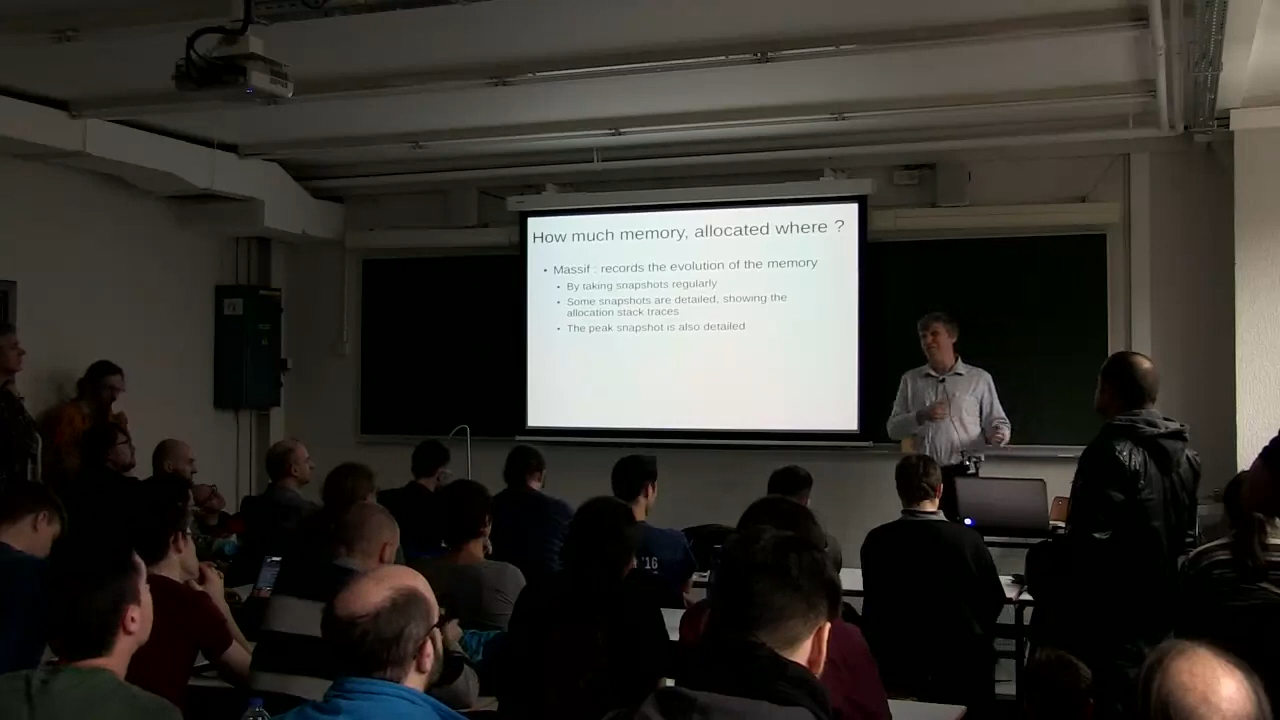 How much memory, allocated where ?
• Massif : records the evolution of the memory
• By taking snapshots regularly
• Some snapshots are detailed, showing the
allocation stack traces
• The peak snapshot is also detailed
'16